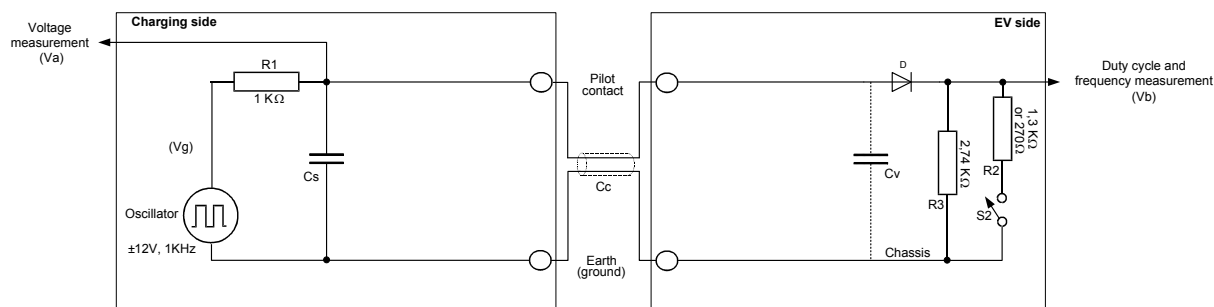 Charging side
EV side
Voltage
measurement
(Va)
R1
1 KΩ
Pilot
contact
D
Duty cycle and
frequency measurement
(Vb)
(Vg)
Cs
Cc
Cv
2,74 KΩ
R3
1,3 KΩ
or 270Ω
R2
S2
Oscillator
±12V, 1KHz
Earth
(ground)
Chassis